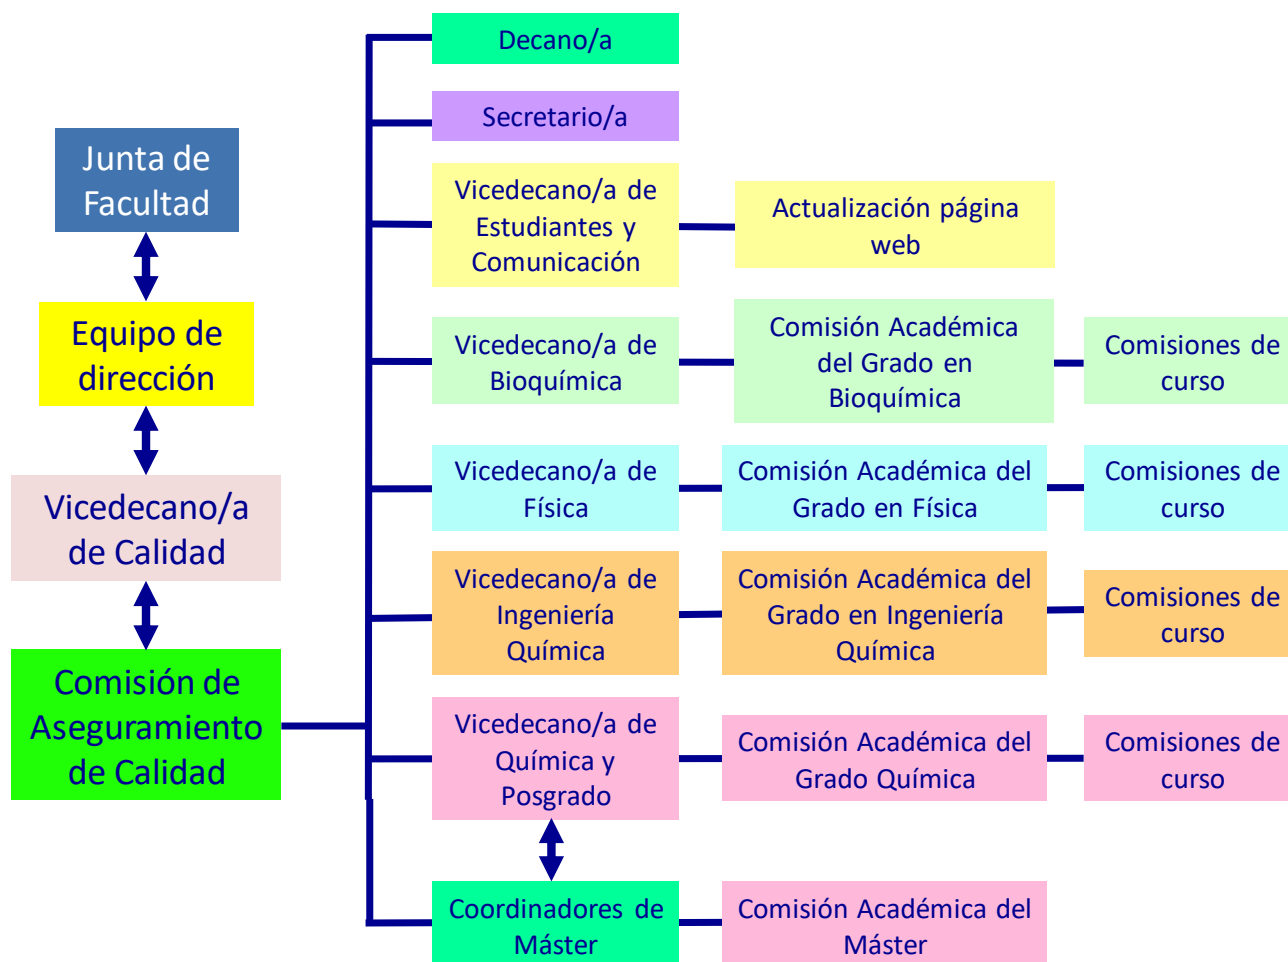 Junta de
Facultad
Equipo de
dirección
Vicedecano/a
de Calidad
Comisión de
Aseguramiento
de Calidad
Decano/a
Secretario/a
Vicedecano/a de
Estudiantes y
Comunicación
Actualización página
web
Vicedecano/a de
Bioquímica
Comisión Académica
del Grado en
Bioquímica
Comisiones de
curso
Vicedecano/a de
Física
Comisión Académica del
Grado en Física
Comisiones de
curso
Vicedecano/a de
Ingeniería
Química
Comisión Académica del
Grado en Ingeniería
Química
Comisiones de
curso
Vicedecano/a de
Química y
Posgrado
Comisión Académica del
Grado Química
Comisiones de
curso
Coordinadores de
Máster
Comisión Académica del
Máster